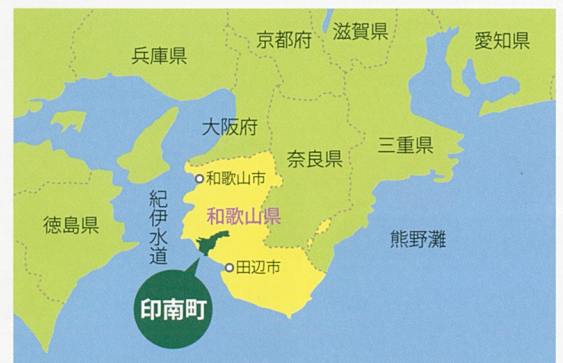 京都府
滋賀県
愛知県
兵庫県
大阪府
奈良県
三重県
和歌山市
和歌山県
紀伊水道
徳島県
熊野灘
田辺市
印南町